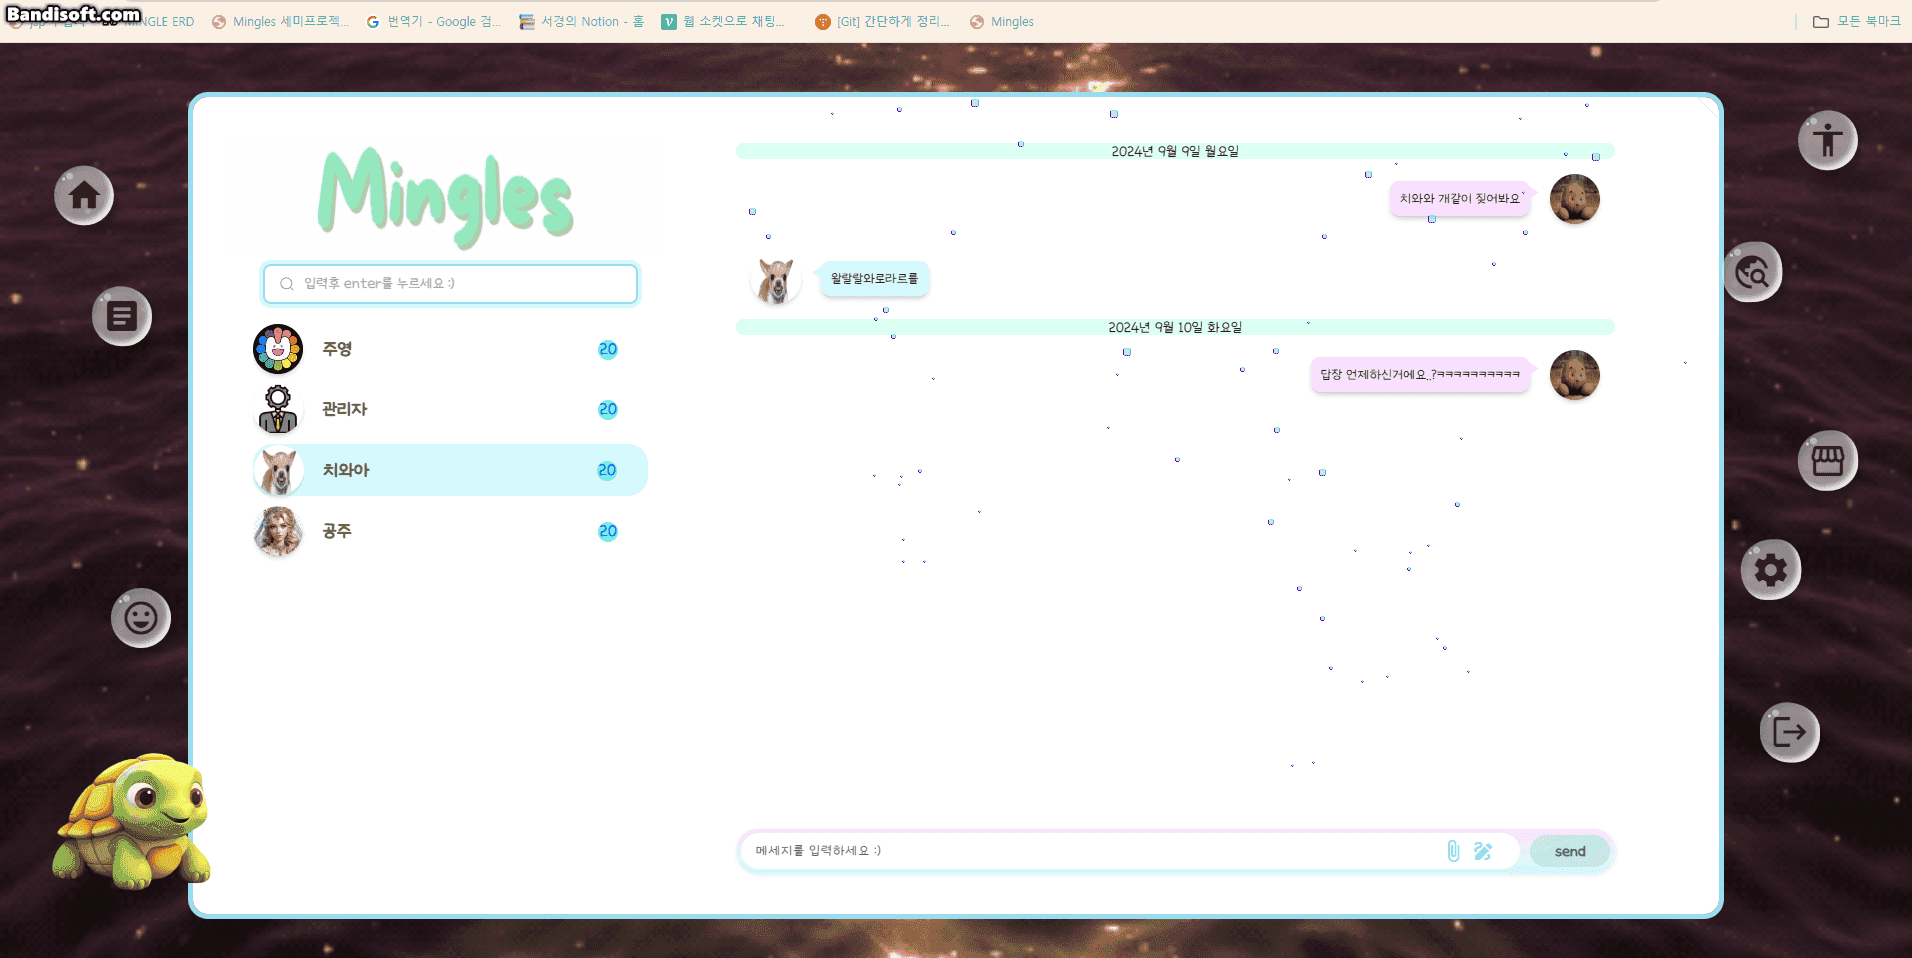 Bandisoft.com
MINGLE ERD
Mingles 세미프로젝...
번역기 - Google 검...
서경의 Notion - 홈
웹 소켓으로 채팅...
[Git] 간단하게 정리...
Mingles
모든 북마크
Mingles
입력후 enter를 누르세요 :)
주영
20
관리자
20
치와아
20
공주
20
2024년 9월 9일 월요일
치와와 개같이 짖어봐요
왈랄랄와로라르를
2024년 9월 10일 화요일
답장 언제하신거에요..?ㅋㅋㅋㅋㅋㅋㅋㅋㅋㅋ
메세지를 입력하세요 :)
send